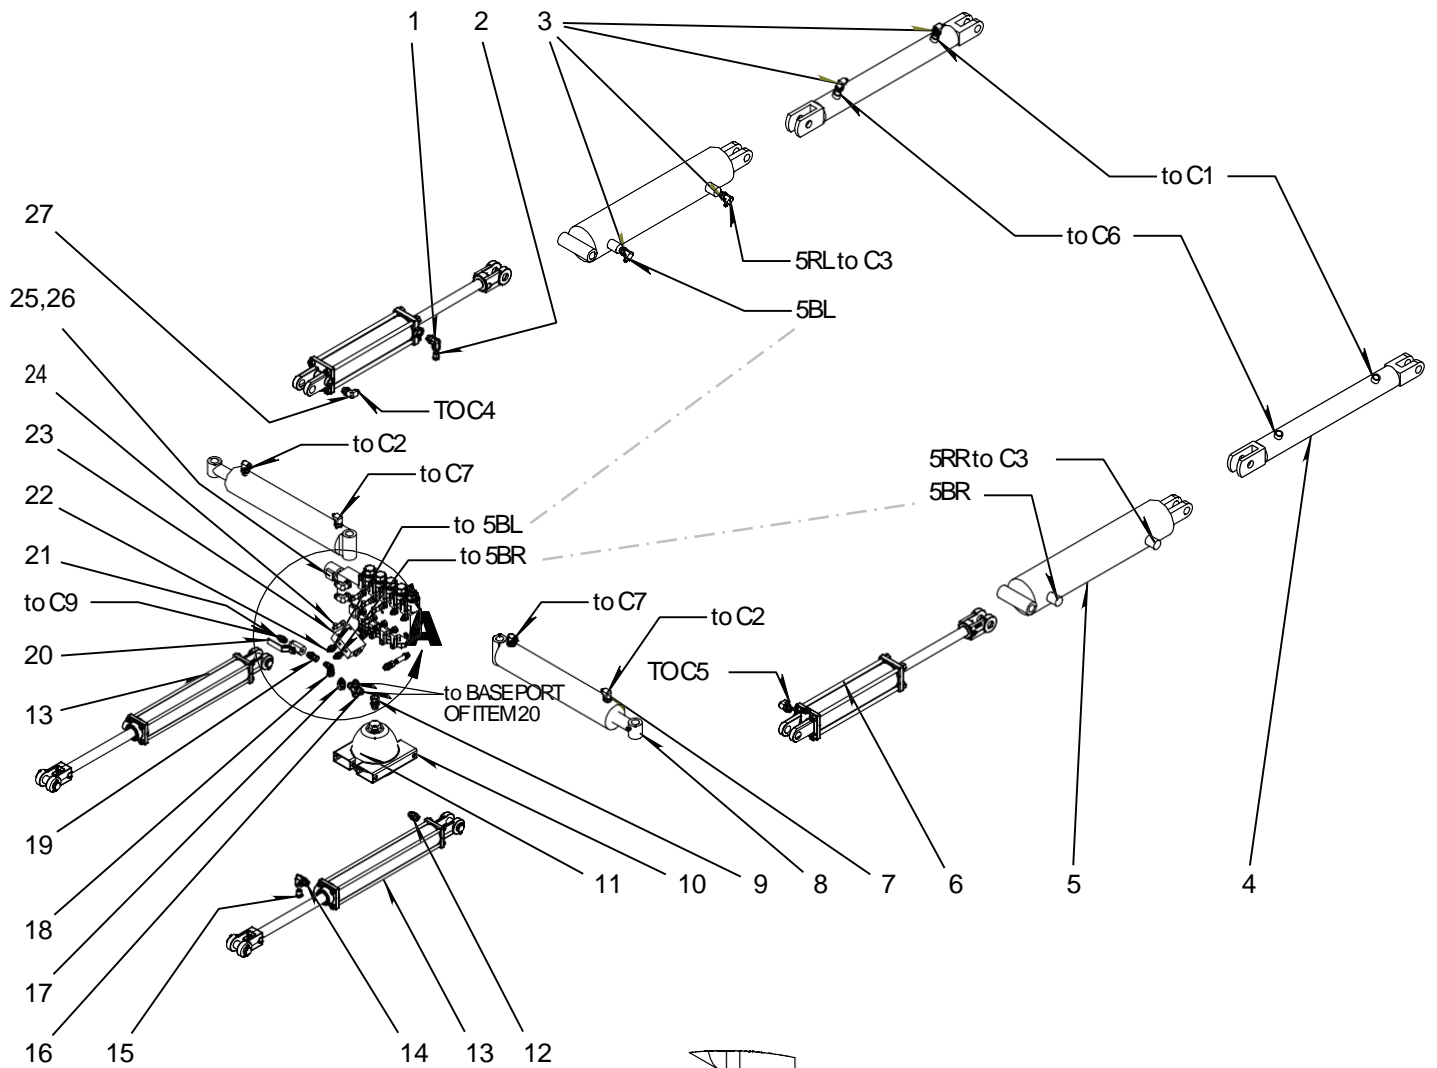 1
2
3
to C1
27
to C6
5RL to C3
25,26
5BL
24
TO C4
23
to C2
5RR to C3
to C7
22
5BR
to 5BL
21
to 5BR
to C9
to C7
to C2
20
A
TO C5
13
to BASE PORT
OF ITEM 20
19
11
10
9
8
7
6
5
4
18
17
16
15
14
13
12